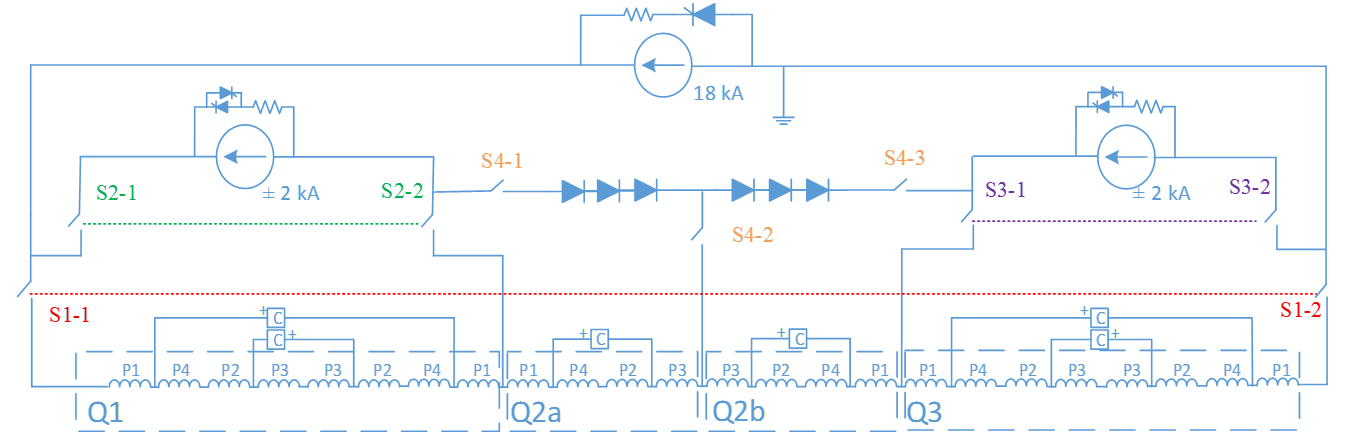 18 kA
S4-1
S4-3
S2-1
± 2 kA
S2-2
S3-1
± 2 kA
S3-2
S4-2
S1-1
S1-2
+ C
C +
+ C
+ C
+ C
+ C
P1 P4 P2 P3 P3 P2 P4 P1 P1 P4 P2 P3 P3 P2 P4 P1 P1 P4 P2 P3 P3 P2 P4 P1
Q1 Q2a Q2b Q3